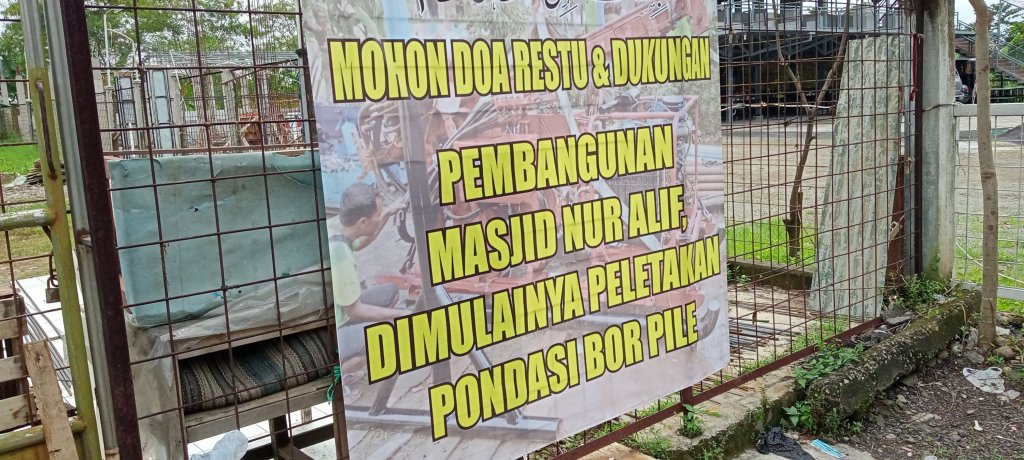 MOHON DOA RESTU & DUKUNGAN
PEMBANGUNAN
MASJID NUR ALIF,
DIMULAINYA PELETAKAN
PONDASI BOR PILE